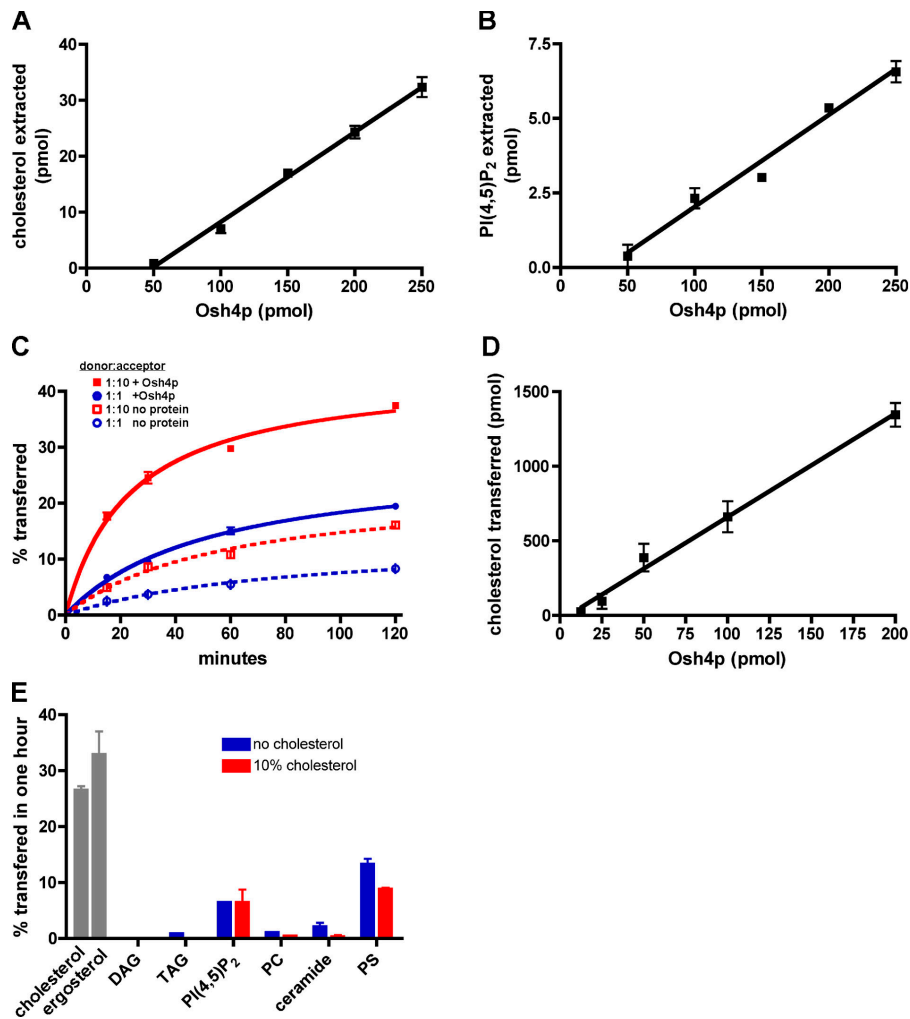 A
cholesterol extracted
(pmol)
40
30
20
10
0
0 50 100 150 200 250
Osh4p (pmol)
B
PI(4,5)P2 extracted
(pmol)
7.5
5.0
2.5
0.0
0 50 100 150 200 250
Osh4p (pmol)
C
donor:acceptor
1:10 + Osh4p
1:1 +Osh4p
1:10 no protein
1:1 no protein
% transferred
40
30
20
10
0
0 20 40 60 80 100 120
minutes
D
cholesterol transferred (pmol)
1500
1000
500
0
0 25 50 75 100 125 150 175 200
Osh4p (pmol)
E
% transfered in one hour
40
30
20
10
0
no cholesterol
10% cholesterol
cholesterol
ergosterol
DAG
TAG
PI(4,5)P2
PC
ceramide
PS